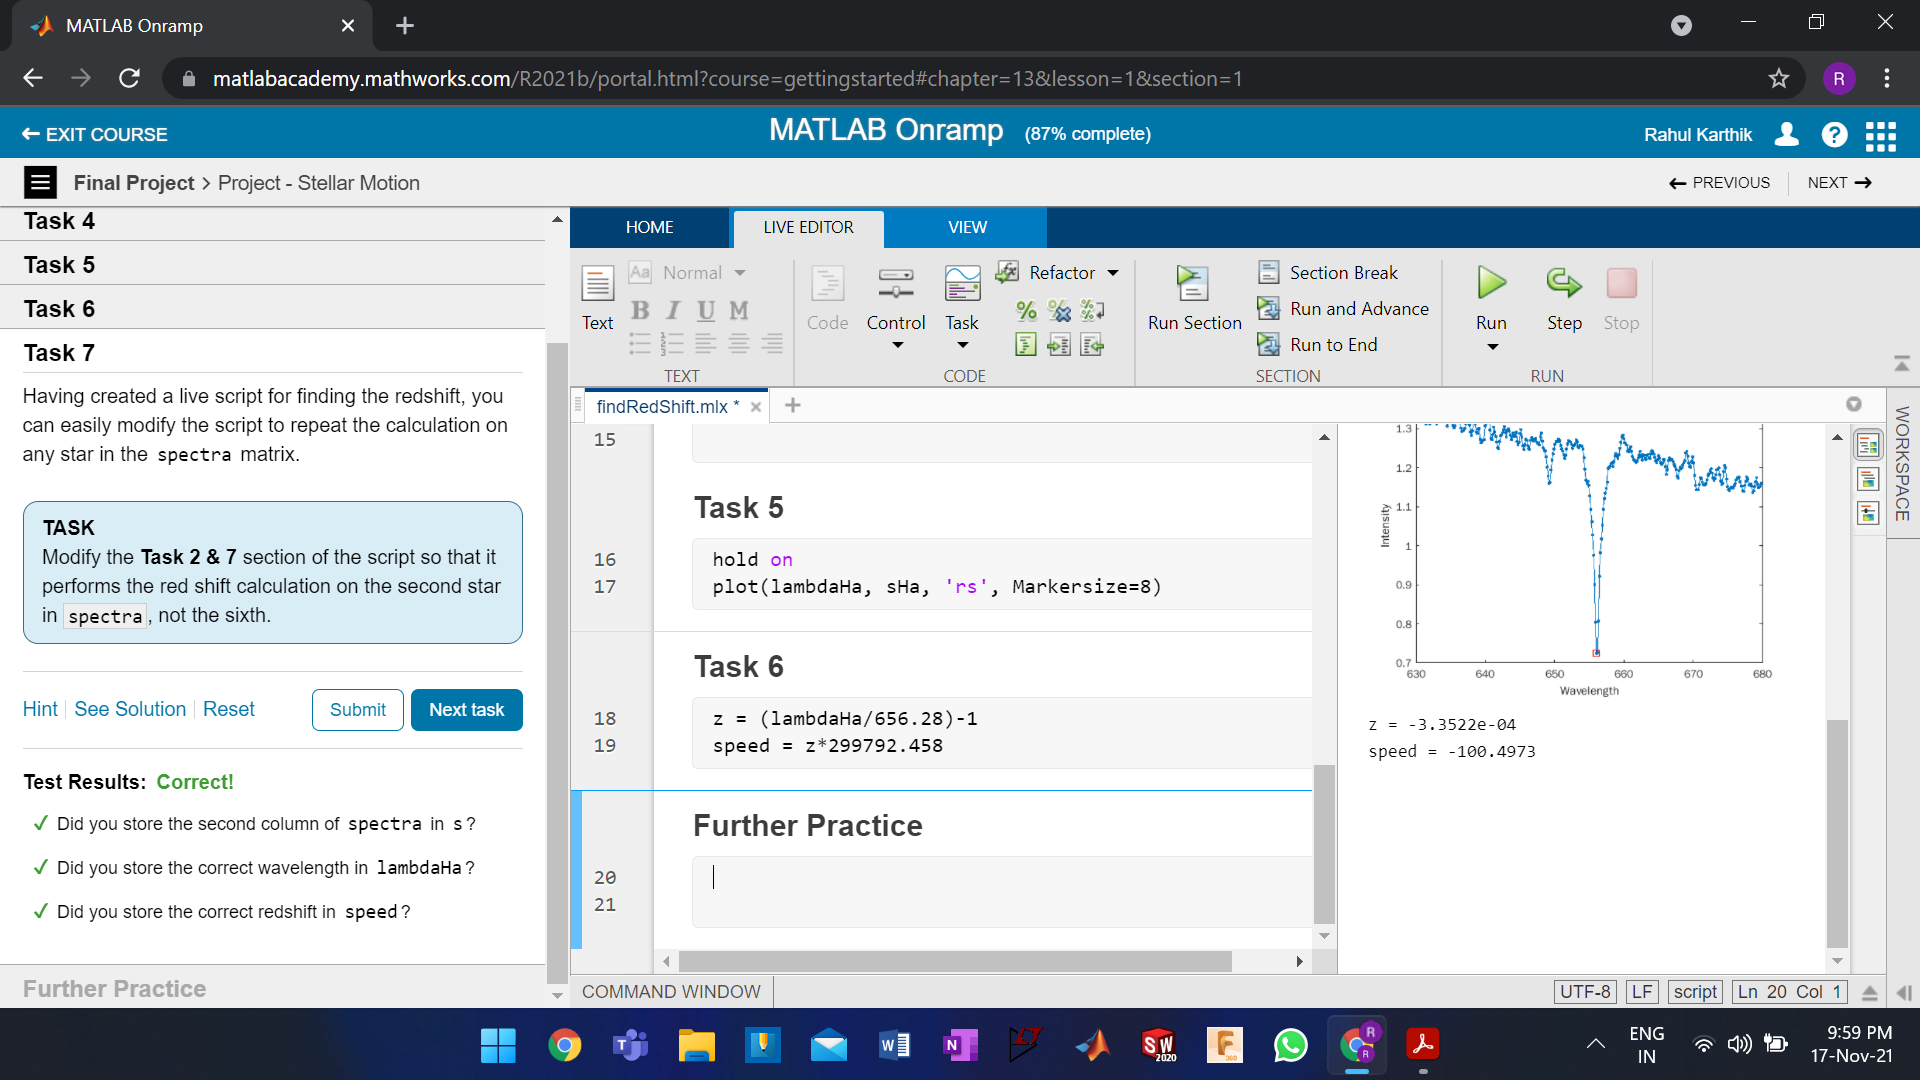 MATLAB Onramp
matlabacademy.mathworks.com/R2021b/portal.html?course=gettingstarted#chapter=13&lesson=1&section=1
R
EXIT COURSE
MATLAB Onramp (87% complete)
Rahul Karthik
Final Project > Project - Stellar Motion
PREVIOUS
NEXT
Task 4
Task 5
Task 6
Task 7
Having created a live script for finding the redshift, you
can easily modify the script to repeat the calculation on
any star in the spectra matrix.
TASK
Modify the Task 2 & 7 section of the script so that it
performs the red shift calculation on the second star
in spectra, not the sixth.
Hint
See Solution
Reset
Submit
Next task
Test Results: Correct!
✓ Did you store the second column of spectra in s?
✓ Did you store the correct wavelength in lambdaHa?
✓ Did you store the correct redshift in speed?
Further Practice
HOME
LIVE EDITOR
VIEW
Text
Aa Normal
B I U M
TEXT
Code
Control
Task
Refactor
CODE
Run Section
Section Break
Run and Advance
Run to End
SECTION
Run
Step
Stop
RUN
findRedShift.mlx *
15
Task 5
16 hold on
17 plot(lambdaHa, sHa, 'rs', Markersize=8)
Task 6
18 z = (lambdaHa/656.28)-1
19 speed = z*299792.458
Further Practice
20
21
1.3
1.2
1.1
1
0.9
0.8
0.7
Intensity
630 640 650 660 670 680
Wavelength
z = -3.3522e-04
speed = -100.4973
WORKSPACE
COMMAND WINDOW
UTF-8
LF
script
Ln 20 Col 1
ENG
IN
9:59 PM
17-Nov-21